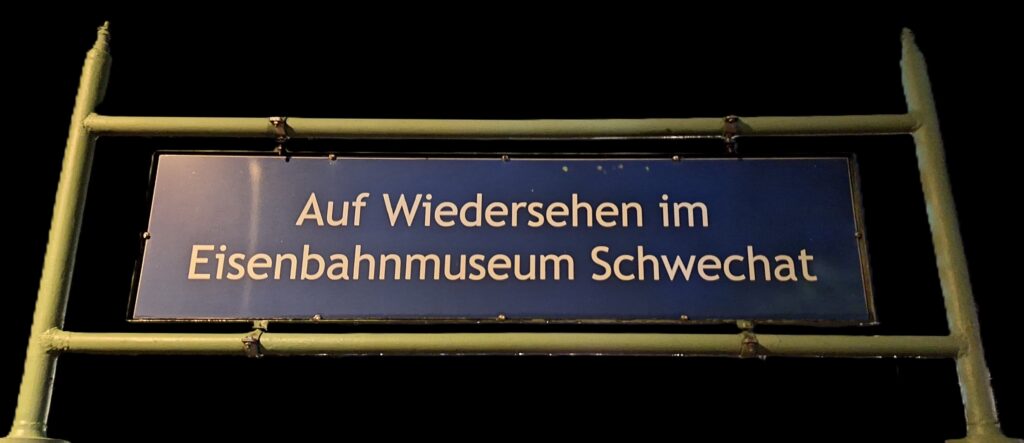 Auf Wiedersehen im
Eisenbahnmuseum Schwechat